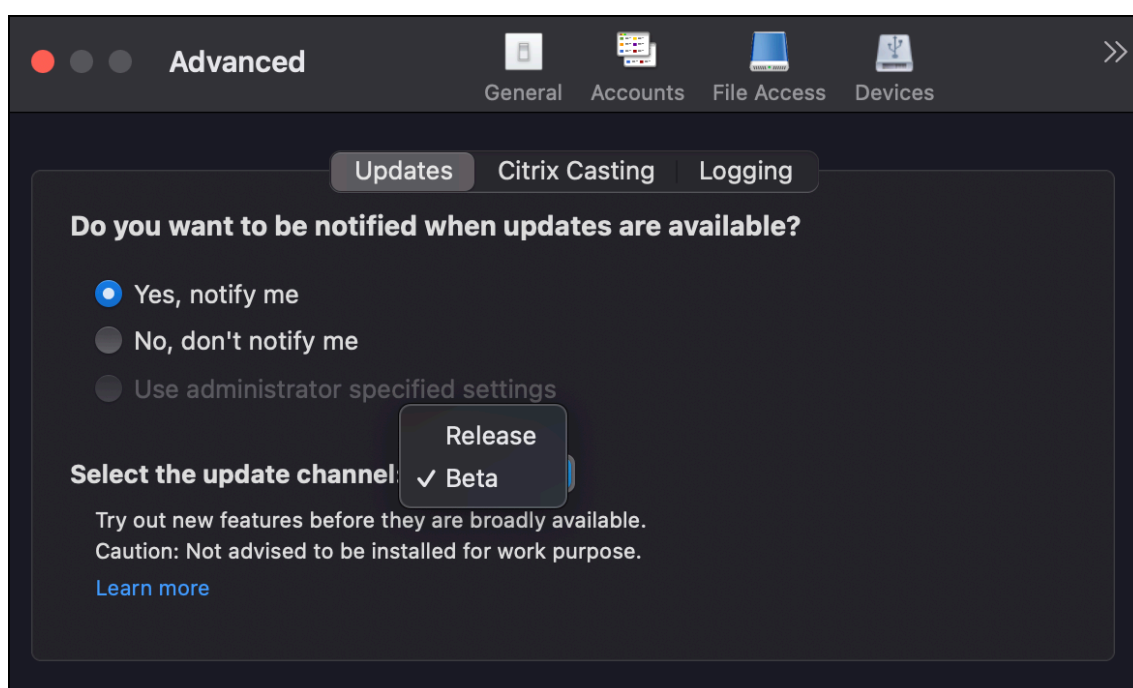 Advanced
General Accounts File Access Devices
Updates Citrix Casting Logging
Do you want to be notified when updates are available?
Yes, notify me
No, don't notify me
Use administrator specified settings
Release
Select the update channel:
✓ Beta
Try out new features before they are broadly available.
Caution: Not advised to be installed for work purpose.
Learn more